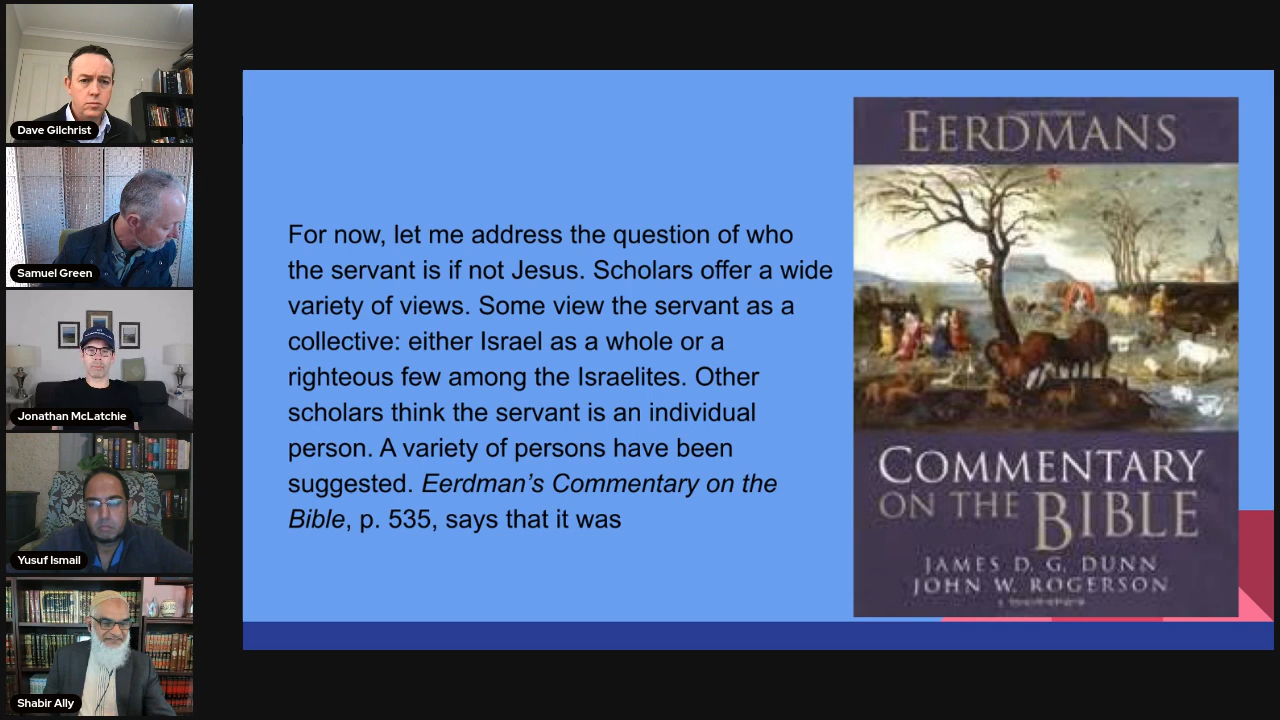 Dave Gilchrist
Samuel Green
Jonathan McLatchie
Yusuf Ismail
Shabir Ally
For now, let me address the question of who
the servant is if not Jesus. Scholars offer a wide
variety of views. Some view the servant as a
collective: either Israel as a whole or a
righteous few among the Israelites. Other
scholars think the servant is an individual
person. A variety of persons have been
suggested. Eerdman’s Commentary on the
Bible, p. 535, says that it was
EERDMANS
COMMENTARY
ON THE BIBLE
JAMES D. G. DUNN
JOHN W. ROGERSON